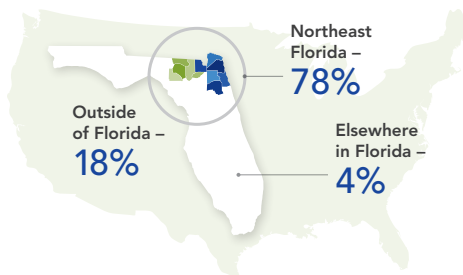 Northeast
Florida –
78%
Outside
of Florida –
18%
Elsewhere
in Florida –
4%